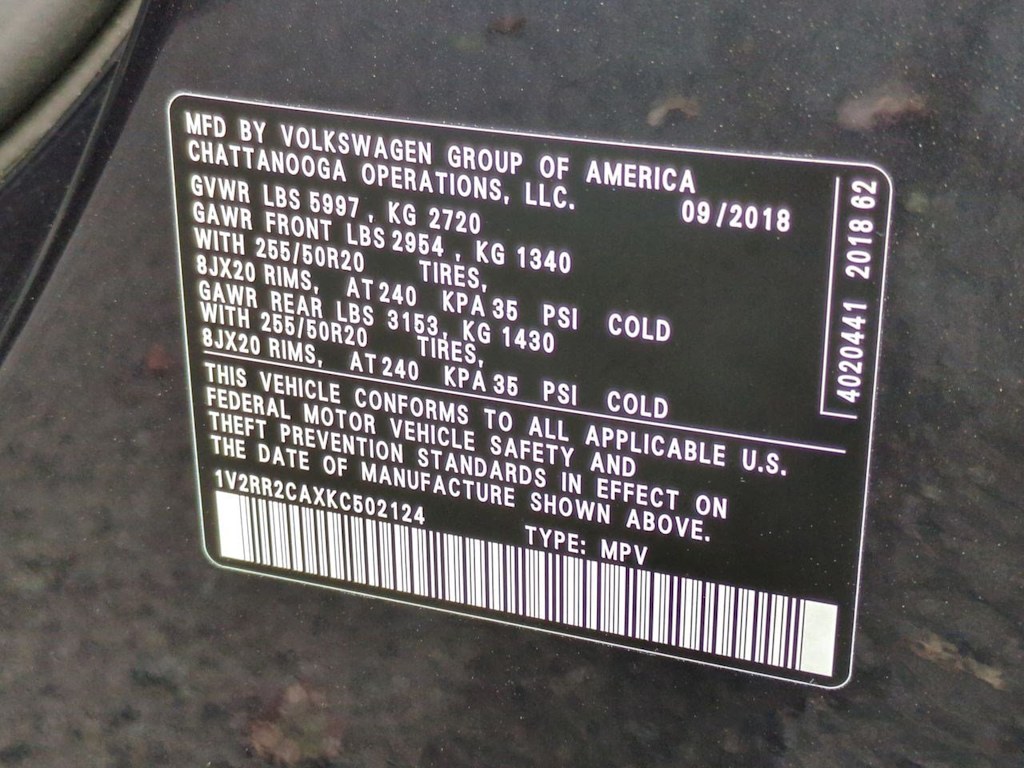 MFD BY VOLKSWAGEN GROUP OF AMERICA
CHATTANOOGA OPERATIONS, LLC.
09/2018
GVWR LBS 5997, KG 2720
GAWR FRONT LBS 2954, KG 1340
WITH 255/50R20 TIRES,
8JX20 RIMS, AT 240 KPA 35 PSI COLD
GAWR REAR LBS 3153, KG 1430
WITH 255/50R20 TIRES,
8JX20 RIMS, AT 240 KPA 35 PSI COLD
THIS VEHICLE CONFORMS TO ALL APPLICABLE U.S.
FEDERAL MOTOR VEHICLE SAFETY AND
THEFT PREVENTION STANDARDS IN EFFECT ON
THE DATE OF MANUFACTURE SHOWN ABOVE.
1V2RR2CAXKC502124
TYPE: MPV
4020441 2018 62